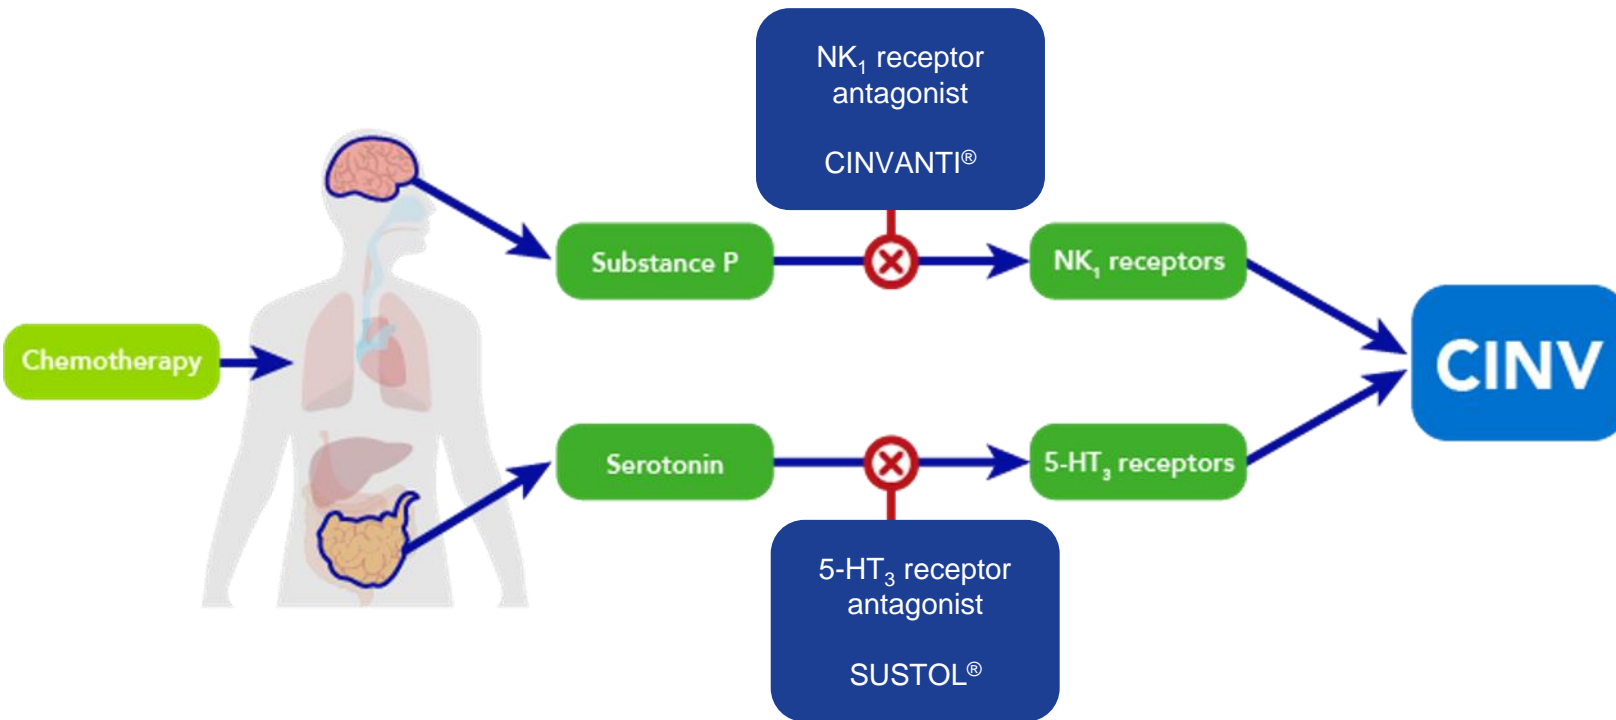 NK₁ receptor
antagonist
CINVANTI®
Substance P
NK₁ receptors
Chemotherapy
CINV
Serotonin
5-HT₃ receptors
5-HT₃ receptor
antagonist
SUSTOL®